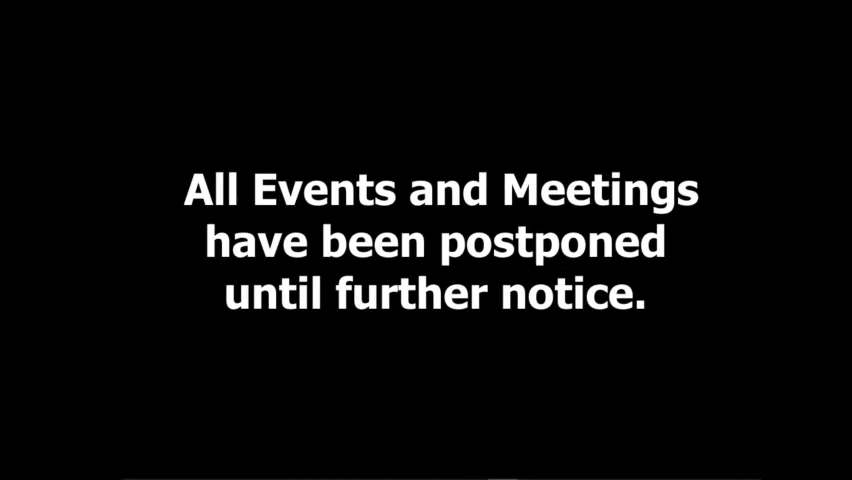 All Events and Meetings
have been postponed
until further notice.